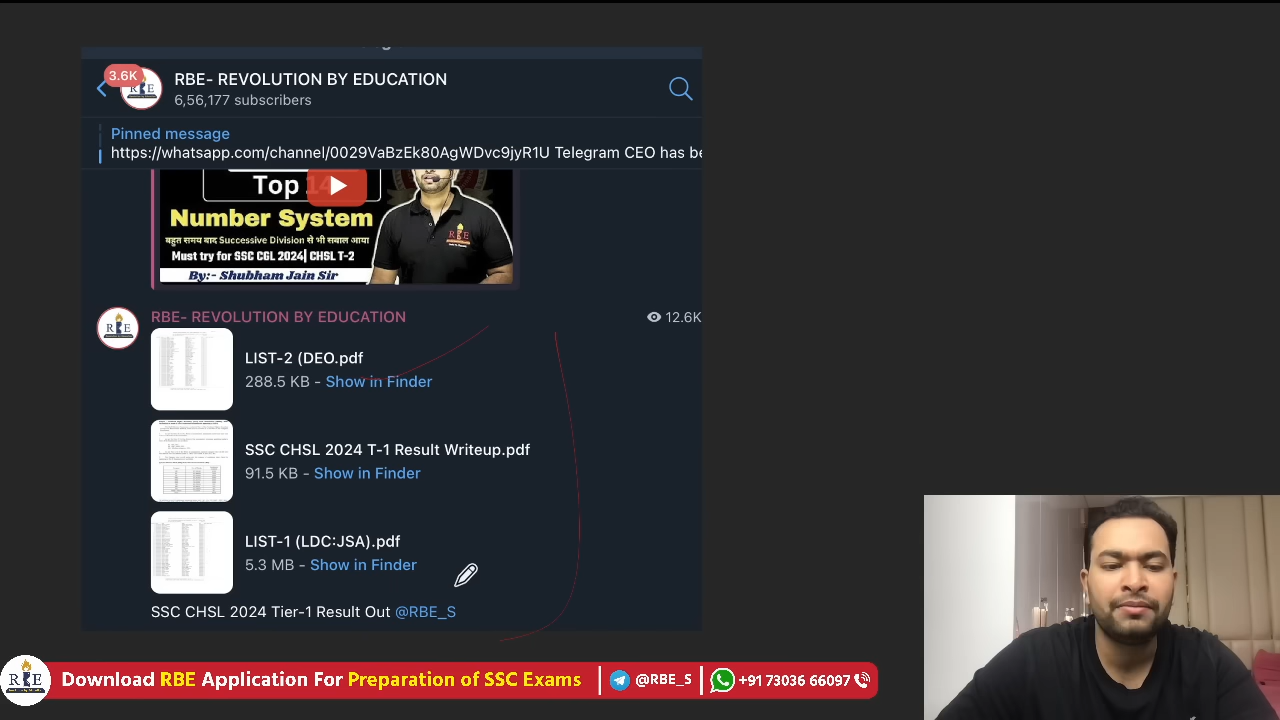 3.6K
RBE- REVOLUTION BY EDUCATION
6,56,177 subscribers
Pinned message
https://whatsapp.com/channel/0029VaBzEk80AgWDvc9jyR1U Telegram CEO has be
Top 14
Number System
बहुत समय बाद Successive Division से भी सवाल आया
Must try for SSC CGL 2024| CHSL T-2
By:- Shubham Jain Sir
RBE
RBE- REVOLUTION BY EDUCATION
12.6K
LIST-2 (DEO.pdf
288.5 KB - Show in Finder
SSC CHSL 2024 T-1 Result Writeup.pdf
91.5 KB - Show in Finder
LIST-1 (LDC:JSA).pdf
5.3 MB - Show in Finder
SSC CHSL 2024 Tier-1 Result Out @RBE_S
RBE
Download RBE Application For Preparation of SSC Exams
@RBE_S
+91 73036 66097